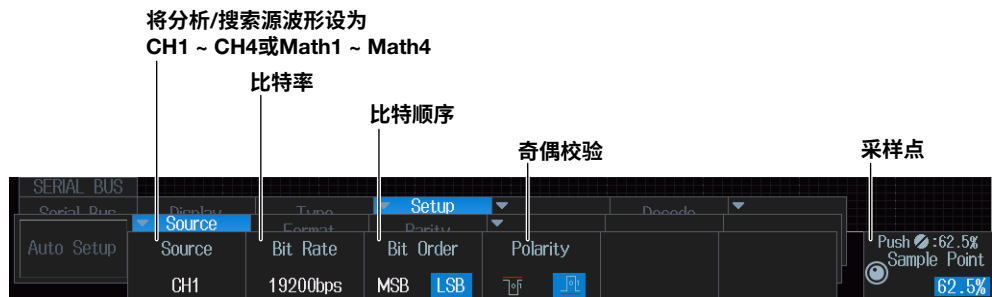 将分析/搜索源波形设为
CH1 ~ CH4或Math1 ~ Math4
比特率
比特顺序
奇偶校验
采样点
SERIAL BUS
Serial Bus Display Type Setup Decode
Source Format Parity
Auto Setup Source Bit Rate Bit Order Polarity
CH1 19200bps MSB LSB
Push :62.5%
Sample Point
62.5%